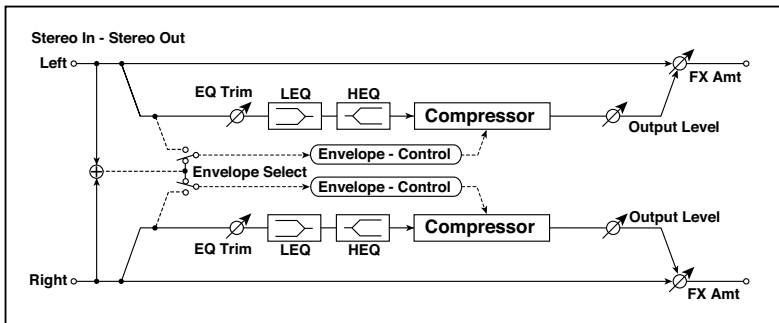 Stereo In - Stereo Out
Left
FX Amt
EQ Trim
LEQ
HEQ
Compressor
Output Level
Envelope - Control
Envelope Select
Envelope - Control
Output Level
EQ Trim
LEQ
HEQ
Compressor
Right
FX Amt